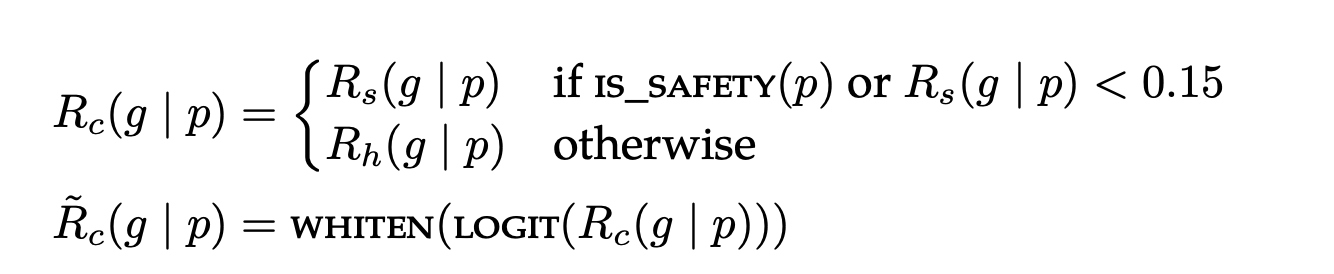 R_c(g | p) = { R_s(g | p) if IS_SAFETY(p) or R_s(g | p) < 0.15
R_h(g | p) otherwise
R̃_c(g | p) = WHITEN(LOGIT(R_c(g | p)))